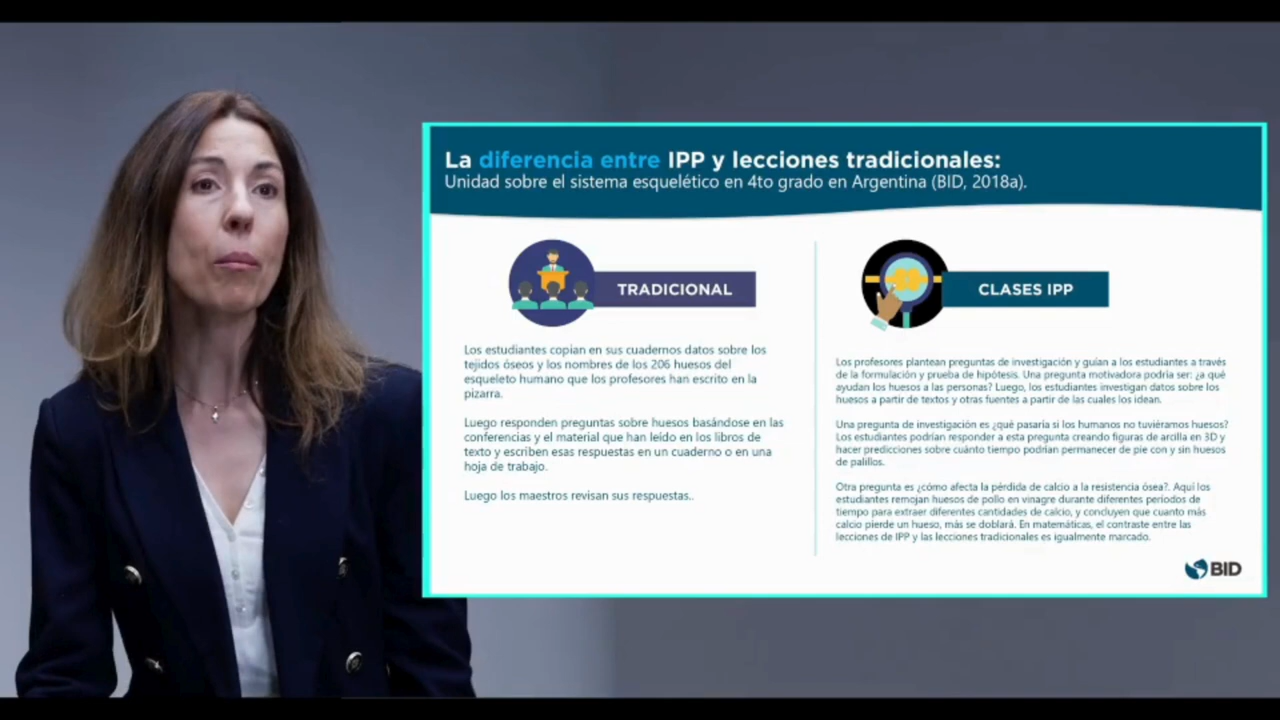 La diferencia entre IPP y lecciones tradicionales:
Unidad sobre el sistema esquelético en 4to grado en Argentina (BID, 2018a).
TRADICIONAL
Los estudiantes copian en sus cuadernos datos sobre los
tejidos óseos y los nombres de los 206 huesos del
esqueleto humano que los profesores han escrito en la
pizarra.
Luego responden preguntas sobre huesos basándose en las
conferencias y el material que han leído en los libros de
texto y escriben esas respuestas en un cuaderno o en una
hoja de trabajo.
Luego los maestros revisan sus respuestas..
CLASES IPP
Los profesores plantean preguntas de investigación y guían a los estudiantes a través
de la formulación y prueba de hipótesis. Una pregunta motivadora podría ser: ¿a qué
ayudan los huesos a las personas? Luego, los estudiantes investigan datos sobre los
huesos a partir de textos y otras fuentes a partir de las cuales los idean.
Una pregunta de investigación es ¿qué pasaría si los humanos no tuviéramos huesos?
Los estudiantes podrían responder a esta pregunta creando figuras de arcilla en 3D y
hacer predicciones sobre cuánto tiempo podrían permanecer de pie con y sin huesos
de palillos.
Otra pregunta es ¿cómo afecta la pérdida de calcio a la resistencia ósea?. Aquí los
estudiantes remojan huesos de pollo en vinagre durante diferentes períodos de
tiempo para extraer diferentes cantidades de calcio, y concluyen que cuanto más
calcio pierde un hueso, más se doblará. En matemáticas, el contraste entre las
lecciones de IPP y las lecciones tradicionales es igualmente marcado.
BID